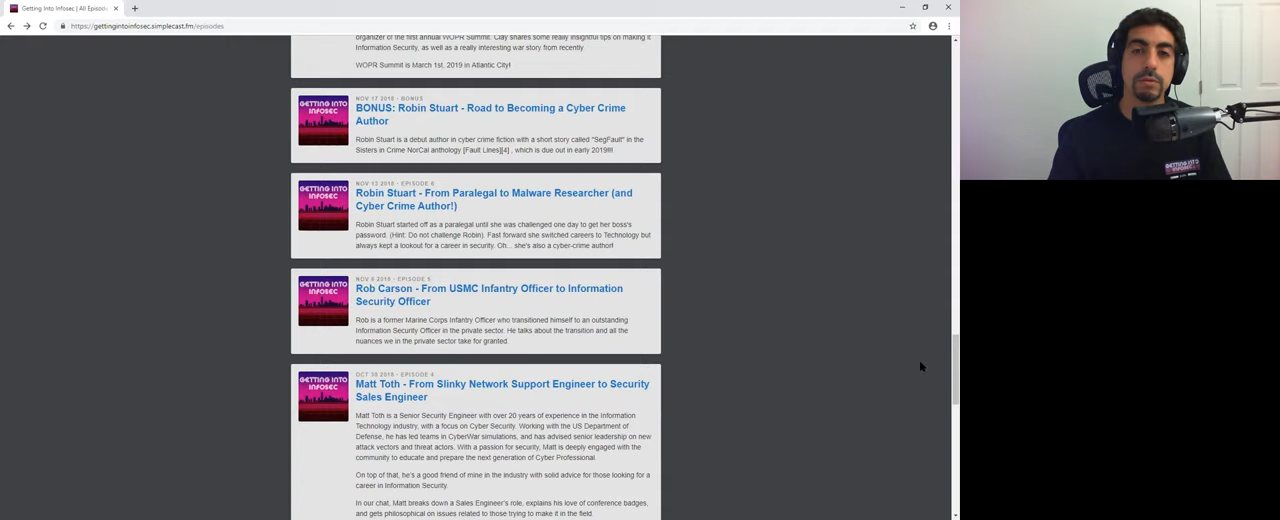 Getting Into Infosec | All Episode
https://gettingintoinfosec.simplecast.fm/episodes
organizer of the first annual WOPR Summit. Clay shares some really insightful tips on making it
Information Security, as well as a really interesting war story from recently.
WOPR Summit is March 1st, 2019 in Atlantic City!
GETTING INTO
INFOSEC
NOV 17 2018 - BONUS
BONUS: Robin Stuart - Road to Becoming a Cyber Crime
Author
Robin Stuart is a debut author in cyber crime fiction with a short story called "SegFault" in the
Sisters in Crime NorCal anthology [Fault Lines][4] , which is due out in early 2019!!!!
GETTING INTO
INFOSEC
NOV 13 2018 - EPISODE 6
Robin Stuart - From Paralegal to Malware Researcher (and
Cyber Crime Author!)
Robin Stuart started off as a paralegal until she was challenged one day to get her boss's
password. (Hint: Do not challenge Robin). Fast forward she switched careers to Technology but
always kept a lookout for a career in security. Oh... she's also a cyber-crime author!
GETTING INTO
INFOSEC
NOV 6 2018 - EPISODE 5
Rob Carson - From USMC Infantry Officer to Information
Security Officer
Rob is a former Marine Corps Infantry Officer who transitioned himself to an outstanding
Information Security Officer in the private sector. He talks about the transition and all the
nuances we in the private sector take for granted.
GETTING INTO
INFOSEC
OCT 30 2018 - EPISODE 4
Matt Toth - From Slinky Network Support Engineer to Security
Sales Engineer
Matt Toth is a Senior Security Engineer with over 20 years of experience in the Information
Technology industry, with a focus on Cyber Security. Working with the US Department of
Defense, he has led teams in CyberWar simulations, and has advised senior leadership on new
attack vectors and threat actors. With a passion for security, Matt is deeply engaged with the
community to educate and prepare the next generation of Cyber Professional.
On top of that, he's a good friend of mine in the industry with solid advice for those looking for a
career in Information Security.
In our chat, Matt breaks down a Sales Engineer's role, explains his love of conference badges,
and gets philosophical on issues related to those trying to make it in the field.